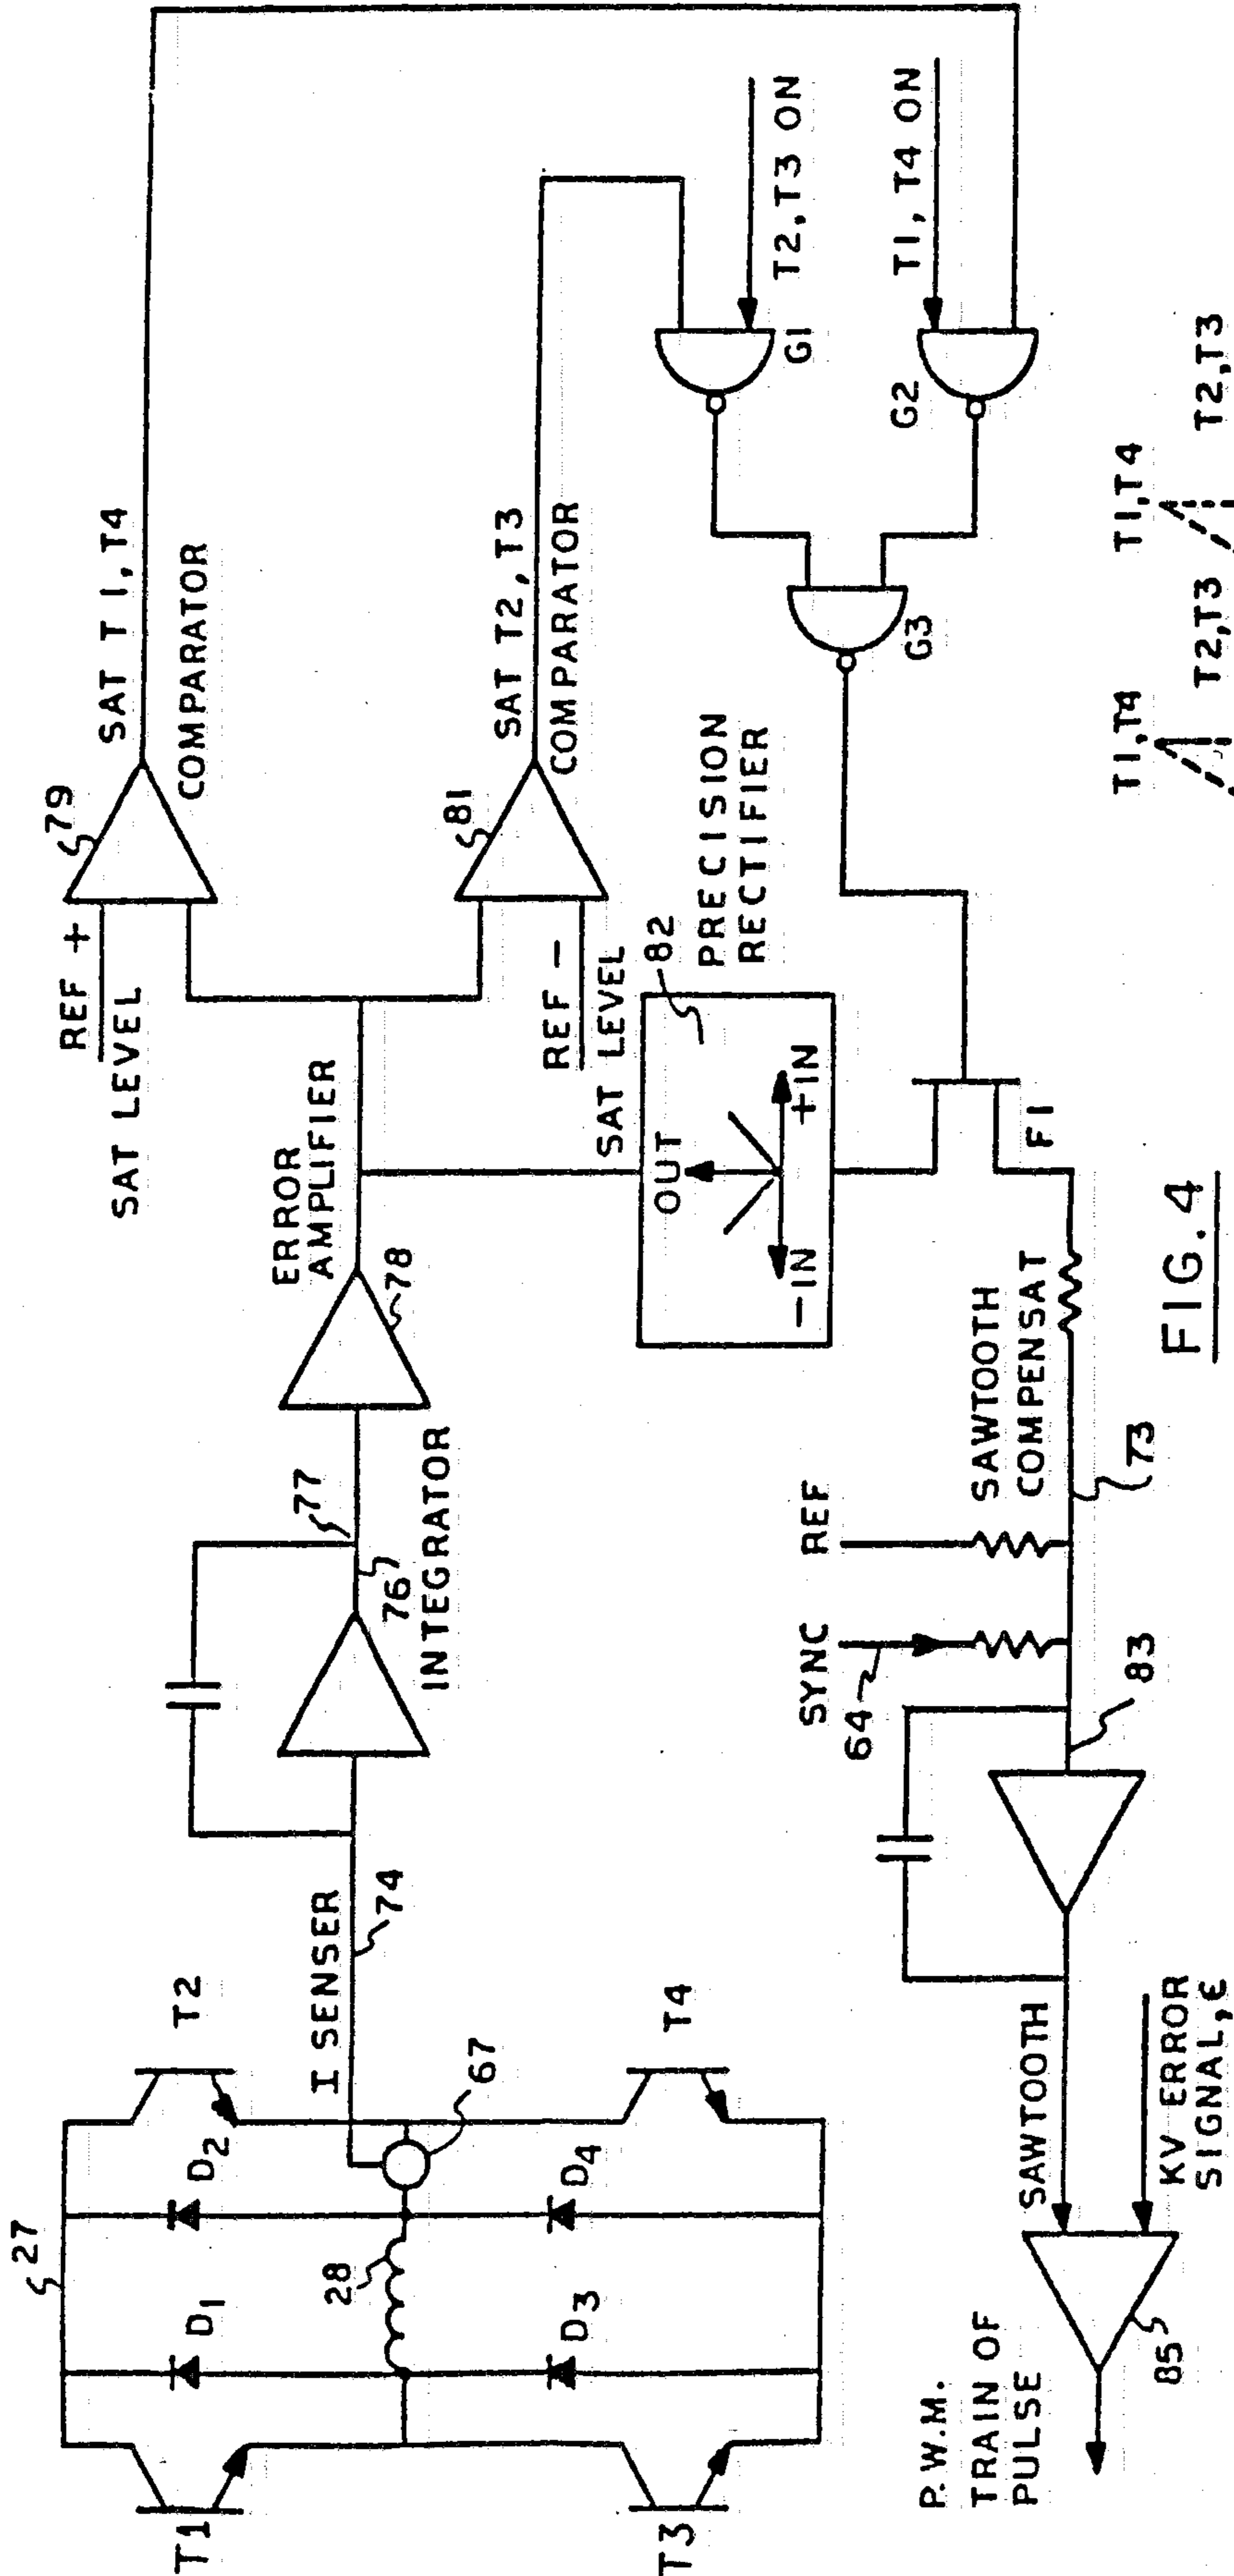 27
T1
D1
D2
T2
28
I SENSER
74
67
T3
D3
D4
T4
77
76
INTEGRATOR
ERROR
AMPLIFIER
78
REF +
SAT LEVEL
79
SAT T1, T4
COMPARATOR
REF -
SAT LEVEL
81
SAT T2, T3
COMPARATOR
82
OUT
-IN
+IN
PRECISION
RECTIFIER
G1
T2, T3 ON
T1, T4 ON
G2
G3
F1
P.W.M.
TRAIN OF
PULSE
85
SAWTOOTH
KV ERROR
SIGNAL, ε
83
SYNC
64
REF
SAWTOOTH
COMPENSAT
73
FIG. 4
T1,T4
T2,T3
T1,T4
T2,T3